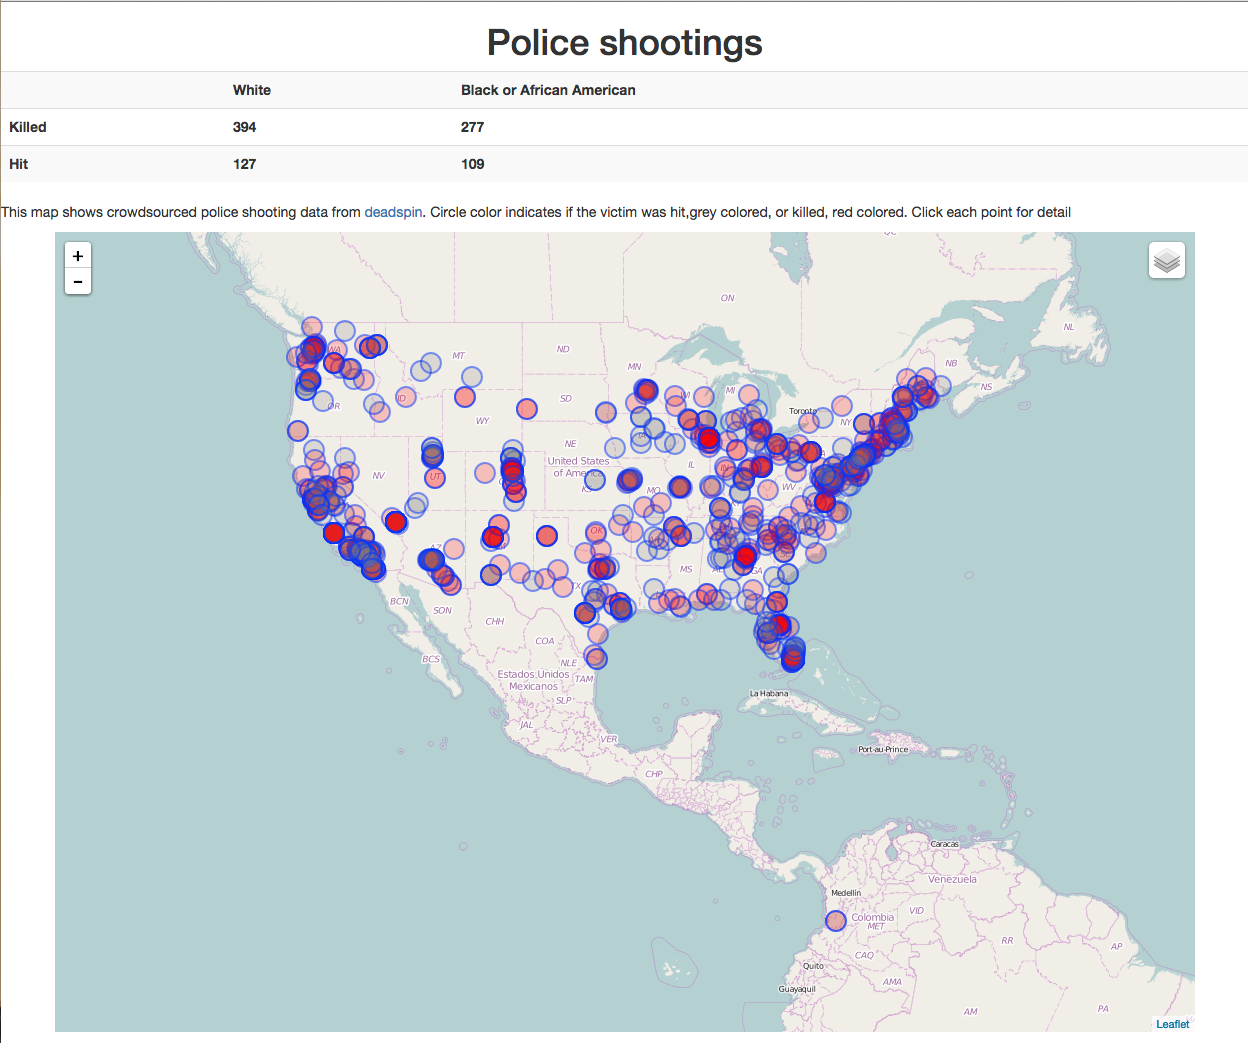 Police shootings
White Black or African American
Killed 394 277
Hit 127 109
This map shows crowdsourced police shooting data from deadspin. Circle color indicates if the victim was hit,grey colored, or killed, red colored. Click each point for detail
+
-
QC
ON
NL
WA
MT
ND
MN
NB
NS
OR
ID
SD
MI
Toronto
NY
WY
NE
IL
United States
of America
NV
UT
KS
MO
WV
AZ
OK
MS
GA
TX
BCN
SON
CHH
COA
BCS
NLE
Estados Unidos
Mexicanos
TAM
La Habana
SLP
JAL
VER
Port-au-Prince
CHP
Caracas
Venezuela
Medellín
Colombia
VID
MET
RR
AP
CAQ
Quito
AMA
Guayaquil
AM
PA
Leaflet